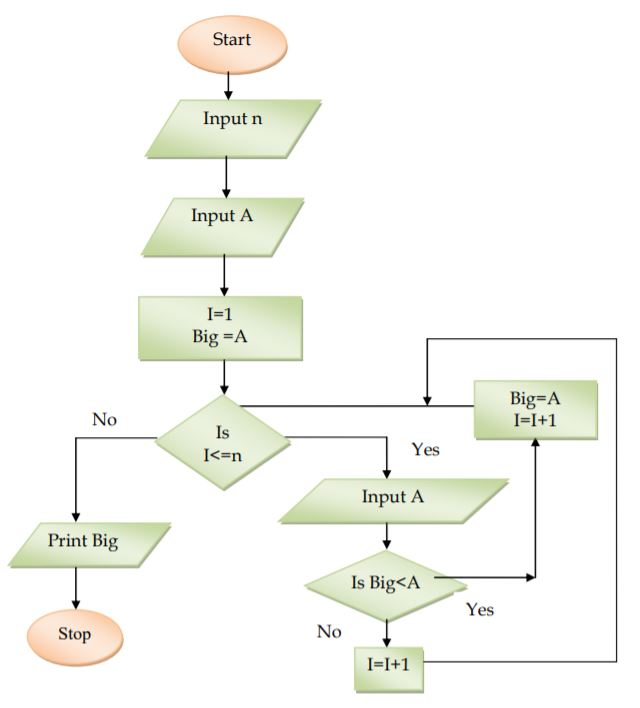 Start
Input n
Input A
I=1
Big =A
Is
I<=n
No
Yes
Big=A
I=I+1
Input A
Print Big
Is Big<A
Yes
No
Stop
I=I+1